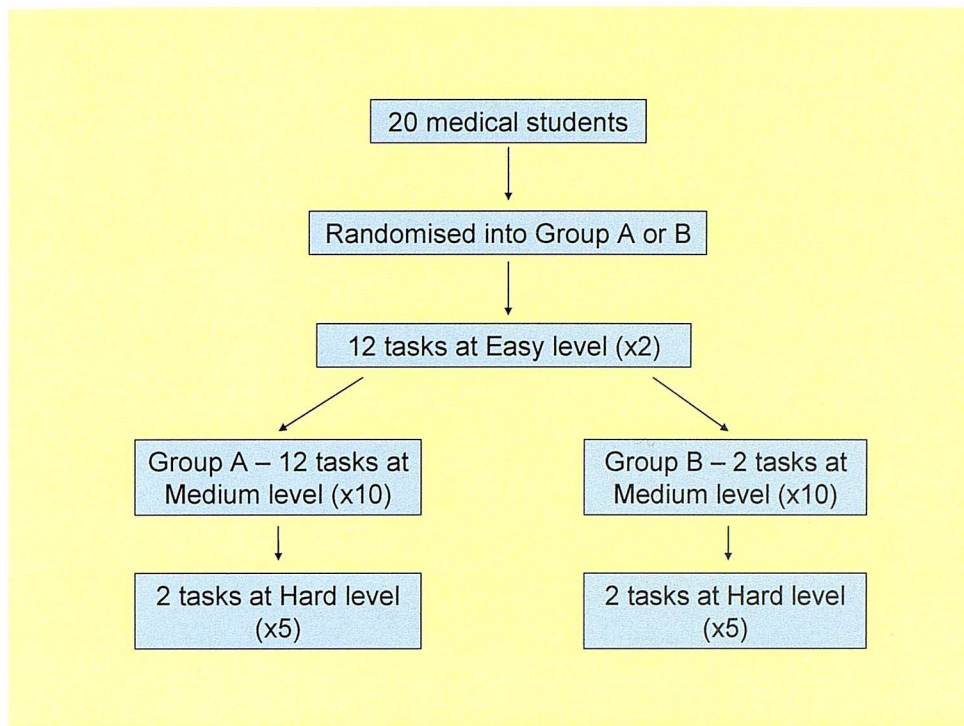 20 medical students
Randomised into Group A or B
12 tasks at Easy level (x2)
Group A – 12 tasks at
Medium level (x10)
Group B – 2 tasks at
Medium level (x10)
2 tasks at Hard level
(x5)
2 tasks at Hard level
(x5)